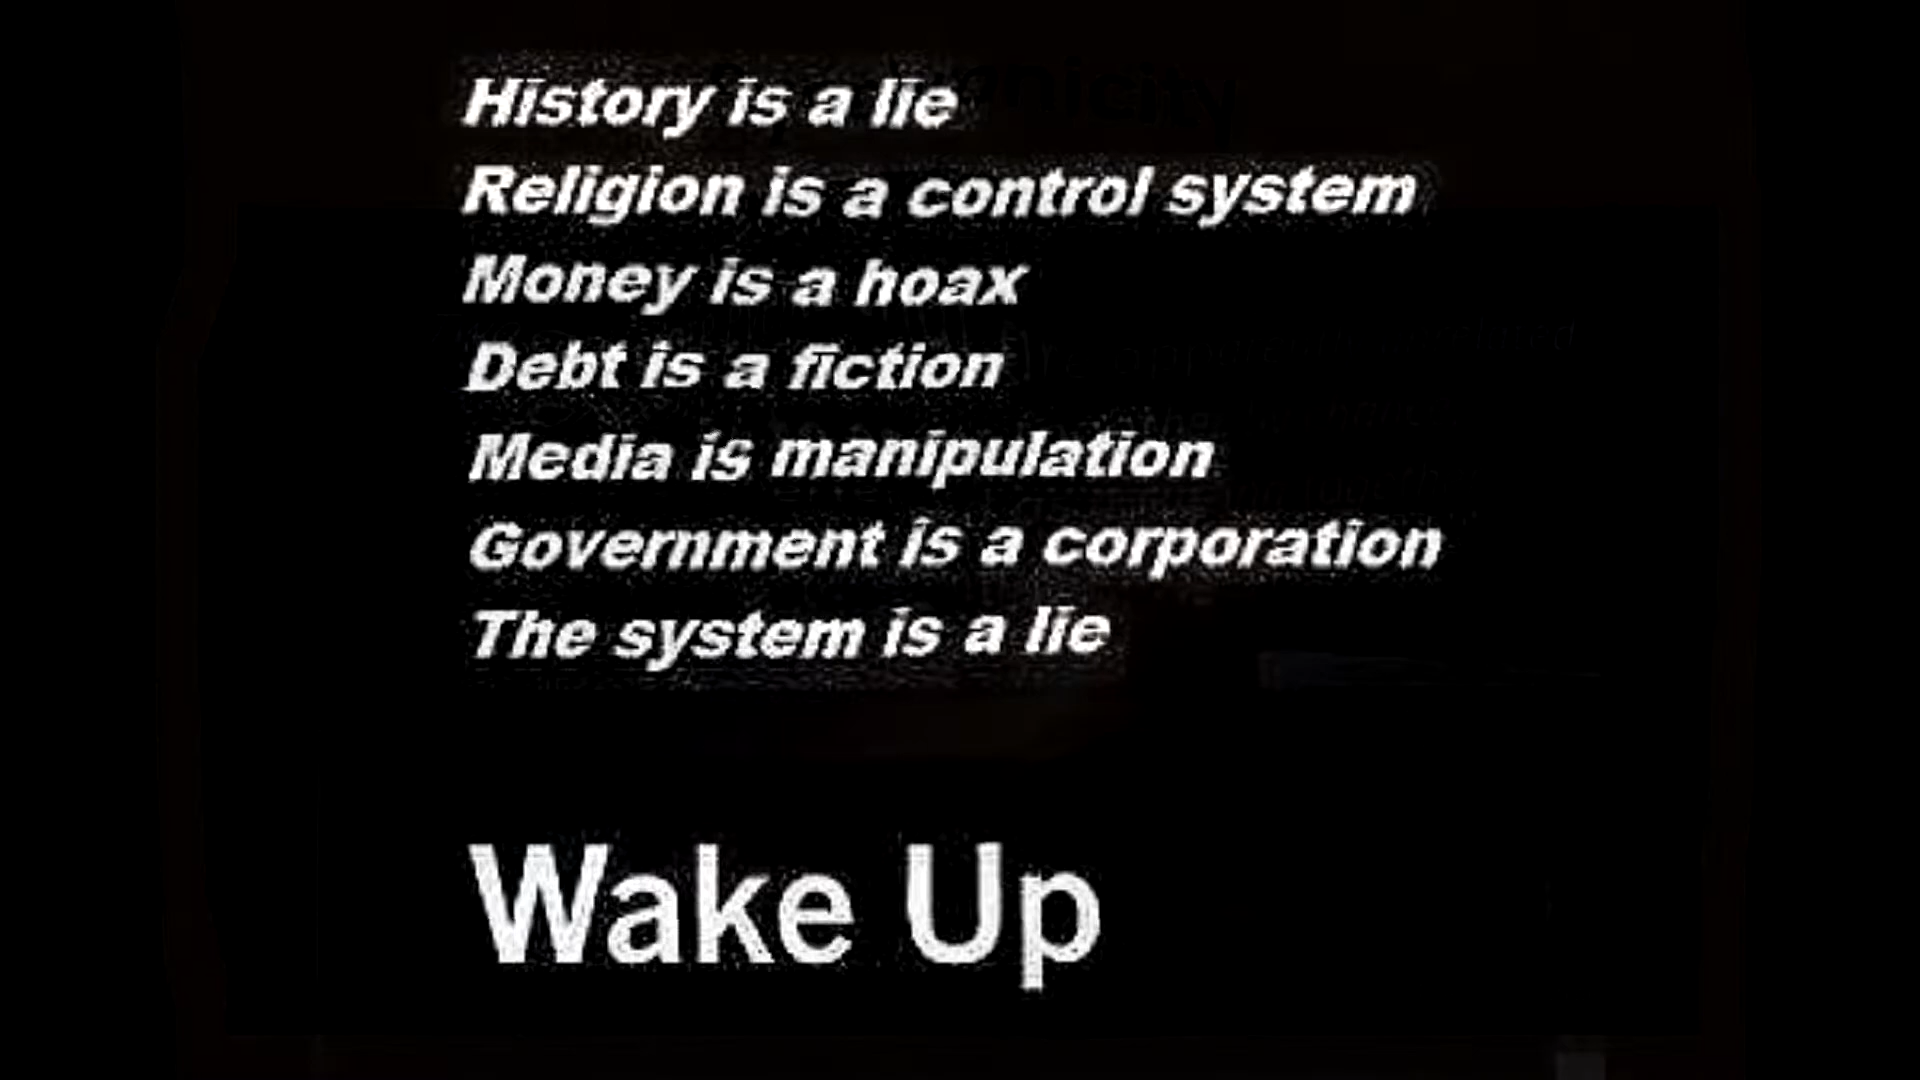 History is a lie
Religion is a control system
Money is a hoax
Debt is a fiction
Media is manipulation
Government is a corporation
The system is a lie
Wake Up